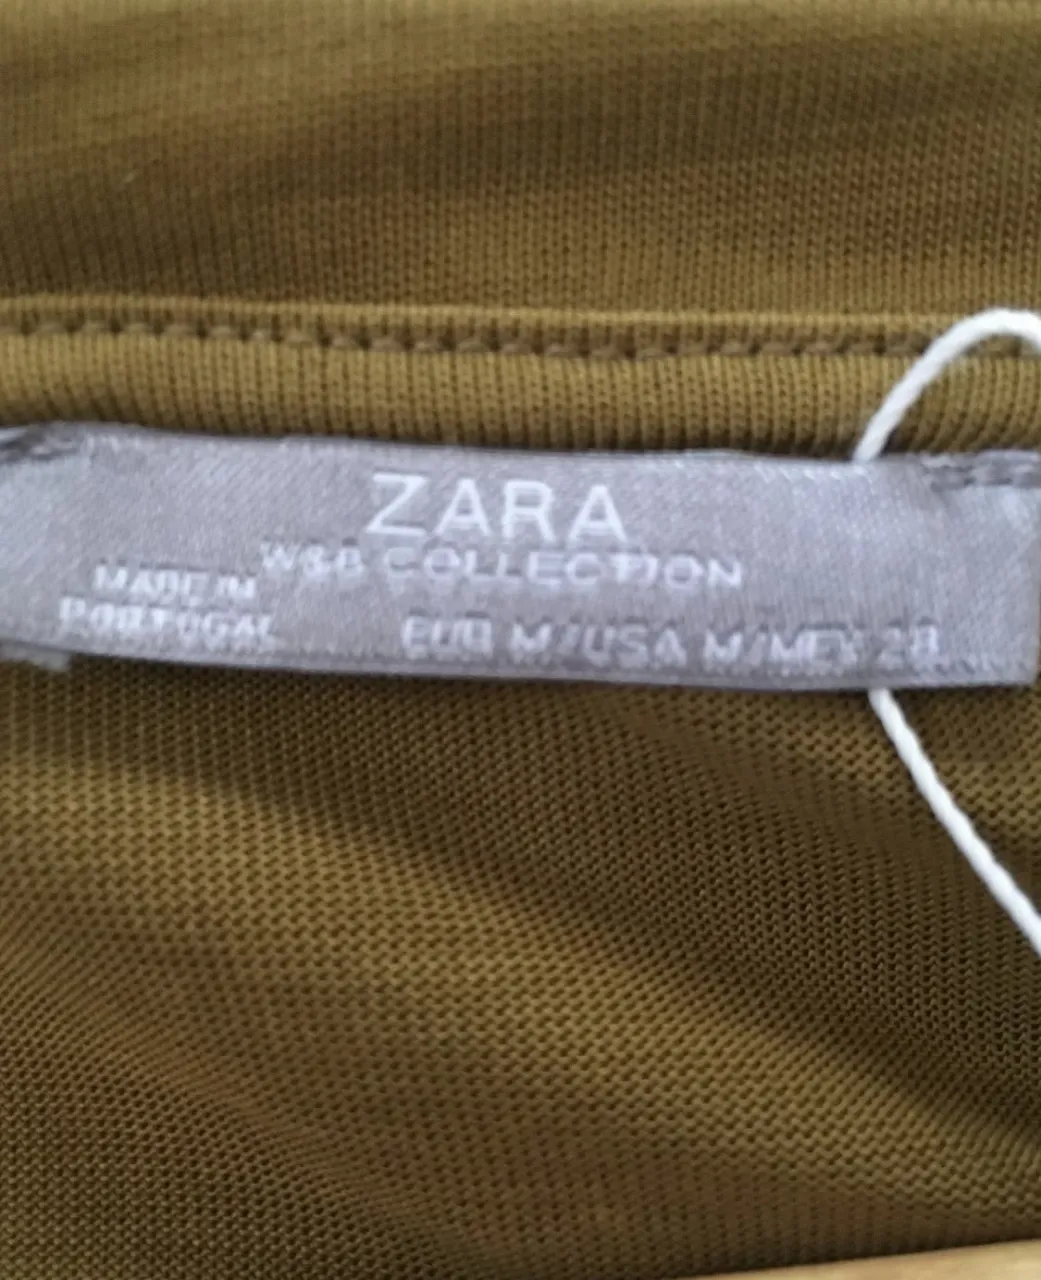 ZARA
W&B COLLECTION
MADE IN
PORTUGAL
EUR M/USA M/MEX 28